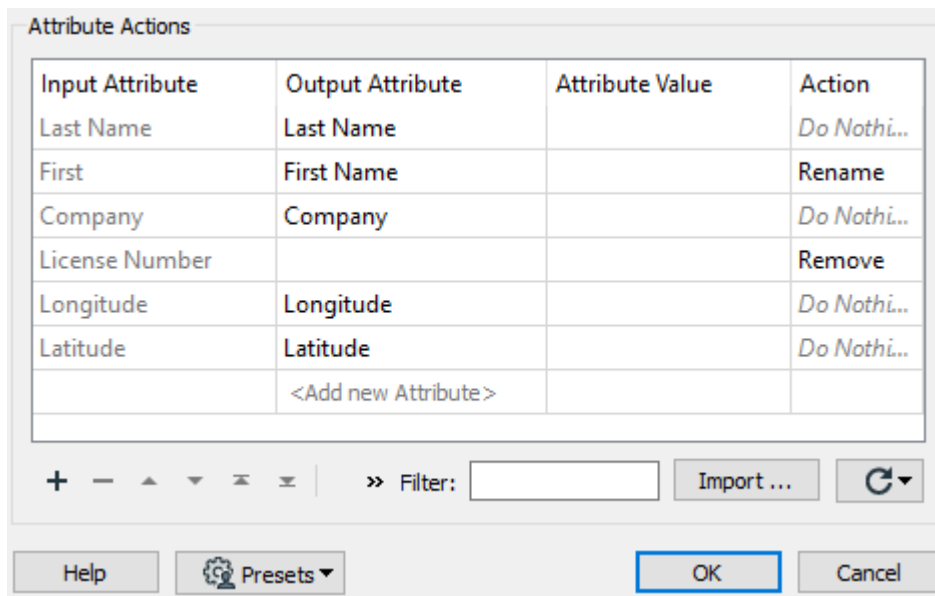 Attribute Actions
Input Attribute Output Attribute Attribute Value Action
Last Name Last Name Do Nothi...
First First Name Rename
Company Company Do Nothi...
License Number Remove
Longitude Longitude Do Nothi...
Latitude Latitude Do Nothi...
<Add new Attribute>
» Filter: Import ...
Help Presets OK Cancel